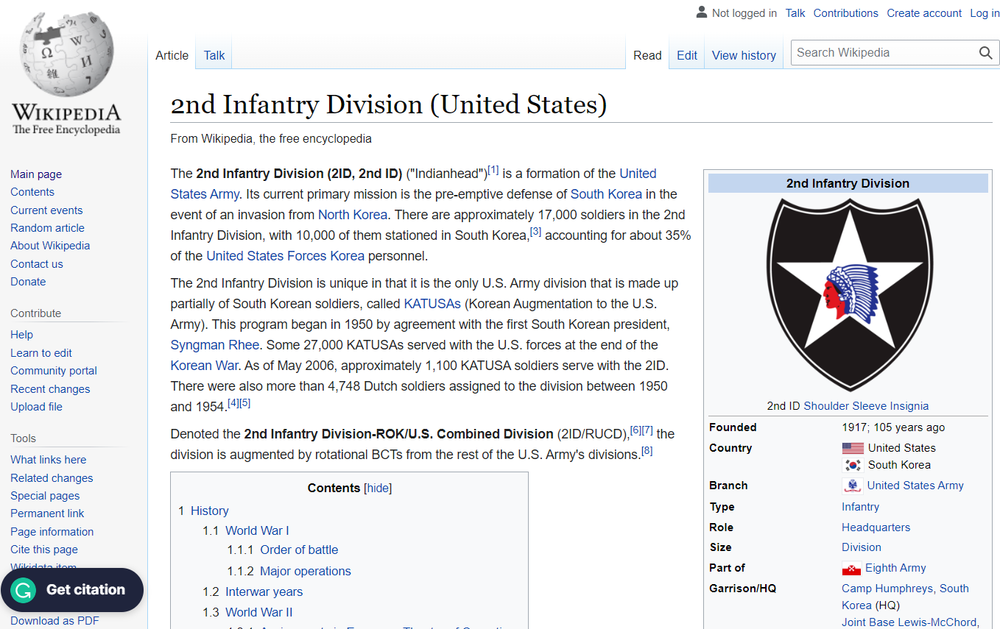 Not logged in Talk Contributions Create account Log in
Article Talk Read Edit View history Search Wikipedia
WIKIPEDIA
The Free Encyclopedia
Main page
Contents
Current events
Random article
About Wikipedia
Contact us
Donate
Contribute
Help
Learn to edit
Community portal
Recent changes
Upload file
Tools
What links here
Related changes
Special pages
Permanent link
Page information
Cite this page
Wikidata item
Get citation
Download as PDF
2nd Infantry Division (United States)
From Wikipedia, the free encyclopedia
The 2nd Infantry Division (2ID, 2nd ID) ("Indianhead")[1] is a formation of the United
States Army. Its current primary mission is the pre-emptive defense of South Korea in the
event of an invasion from North Korea. There are approximately 17,000 soldiers in the 2nd
Infantry Division, with 10,000 of them stationed in South Korea,[3] accounting for about 35%
of the United States Forces Korea personnel.
The 2nd Infantry Division is unique in that it is the only U.S. Army division that is made up
partially of South Korean soldiers, called KATUSAs (Korean Augmentation to the U.S.
Army). This program began in 1950 by agreement with the first South Korean president,
Syngman Rhee. Some 27,000 KATUSAs served with the U.S. forces at the end of the
Korean War. As of May 2006, approximately 1,100 KATUSA soldiers serve with the 2ID.
There were also more than 4,748 Dutch soldiers assigned to the division between 1950
and 1954.[4][5]
Denoted the 2nd Infantry Division-ROK/U.S. Combined Division (2ID/RUCD),[6][7] the
division is augmented by rotational BCTs from the rest of the U.S. Army's divisions.[8]
Contents [hide]
1 History
1.1 World War I
1.1.1 Order of battle
1.1.2 Major operations
1.2 Interwar years
1.3 World War II
2nd Infantry Division
2nd ID Shoulder Sleeve Insignia
Founded 1917; 105 years ago
Country United States
South Korea
Branch United States Army
Type Infantry
Role Headquarters
Size Division
Part of Eighth Army
Garrison/HQ Camp Humphreys, South
Korea (HQ)
Joint Base Lewis-McChord,